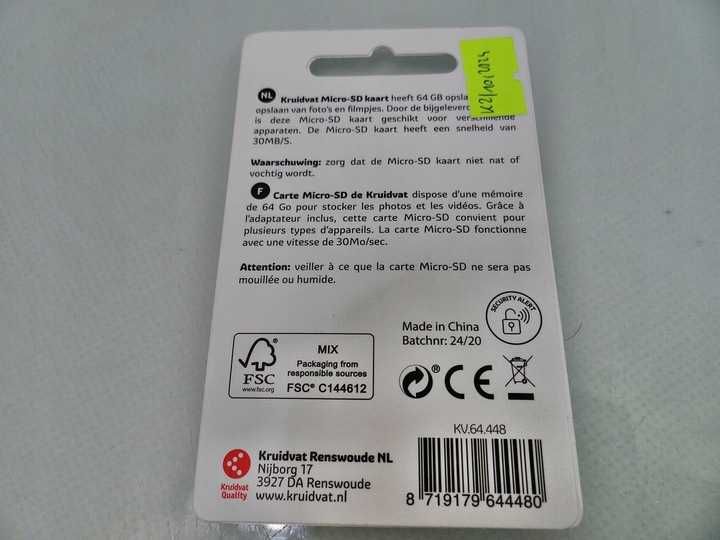 K2/10/2024
NL Kruidvat Micro-SD kaart heeft 64 GB
opslaan van foto's en filmpjes. Door de
is deze Micro-SD kaart geschikt voor
apparaten. De Micro-SD kaart heeft een snelheid van
30MB/S.
Waarschuwing: zorg dat de Micro-SD kaart niet nat of
vochtig wordt.
F Carte Micro-SD de Kruidvat dispose d'une mémoire
de 64 Go pour stocker les photos et les vidéos. Grâce à
l'adaptateur inclus, cette carte Micro-SD convient pour
plusieurs types d'appareils. La carte Micro-SD fonctionne
avec une vitesse de 30Mo/sec.
Attention: veiller à ce que la carte Micro-SD ne sera pas
mouillée ou humide.
SECURITY ALERT
Made in China
Batchnr: 24/20
FSC
www.fsc.org
MIX
Packaging from
responsible sources
FSC® C144612
® CE
KV.64.448
Kruidvat
Quality
Kruidvat Renswoude NL
Nijborg 17
3927 DA Renswoude
www.kruidvat.nl
8 719179 644480